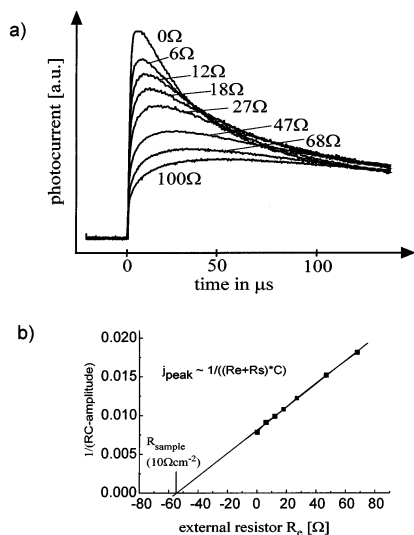 a)
photocurrent [a.u.]
0Ω
6Ω
12Ω
18Ω
27Ω
47Ω
68Ω
100Ω
0
50
100
time in µs
b)
1/(RC-amplitude)
0.020
0.015
0.010
0.005
0.000
j_peak ~ 1/((Re+Rs)*C)
R_sample
(10Ωcm⁻²)
-80 -60 -40 -20 0 20 40 60 80
external resistor R_e [Ω]